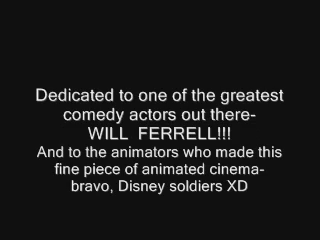 Dedicated to one of the greatest
comedy actors out there-
WILL  FERRELL!!!
And to the animators who made this
fine piece of animated cinema-
bravo, Disney soldiers XD